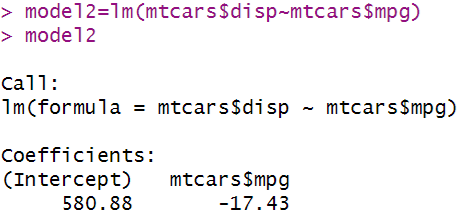 > model2=lm(mtcars$disp~mtcars$mpg)
> model2
Call:
lm(formula = mtcars$disp ~ mtcars$mpg)
Coefficients:
(Intercept)   mtcars$mpg
     580.88       -17.43